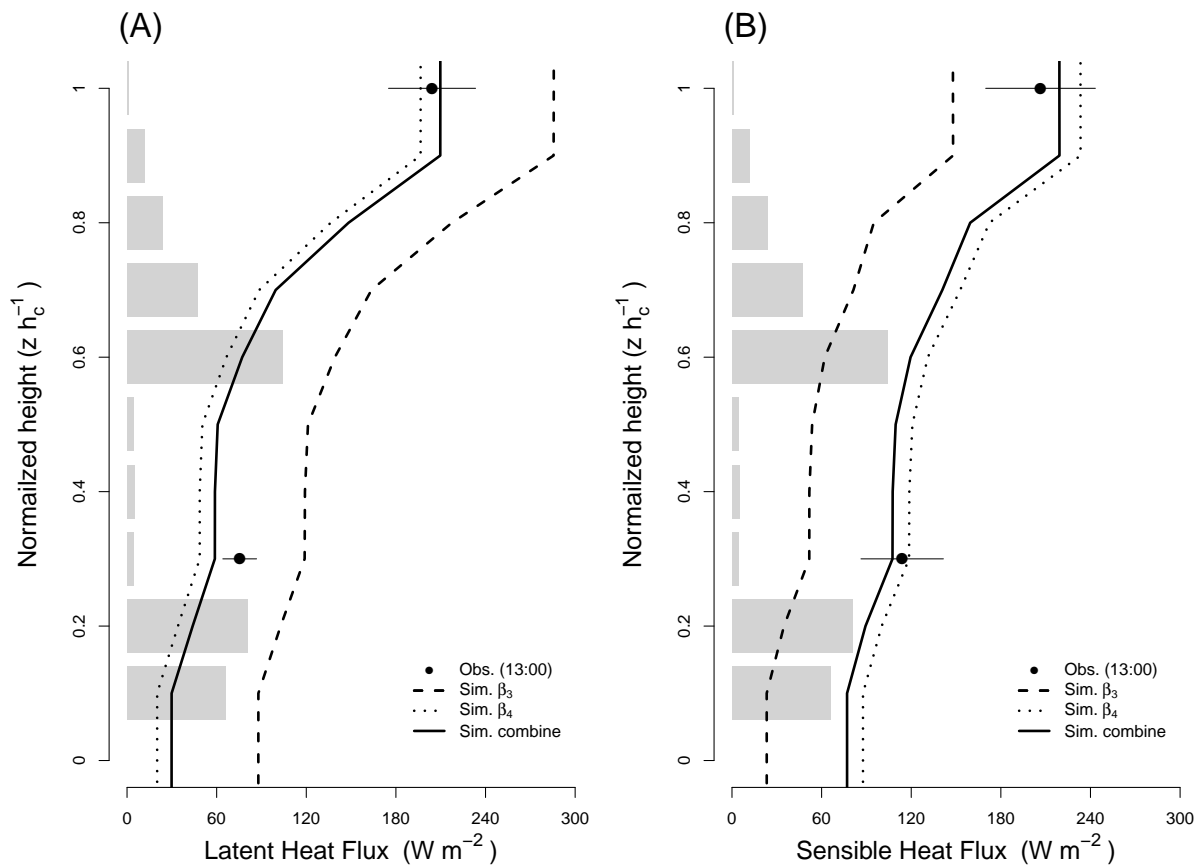 (A)
Normailzed height (z h_c^−1)
1
0.8
0.6
0.4
0.2
0
Obs. (13:00)
Sim. β3
Sim. β4
Sim. combine
0 60 120 180 240 300
Latent Heat Flux (W m^−2)
(B)
Normailzed height (z h_c^−1)
1
0.8
0.6
0.4
0.2
0
Obs. (13:00)
Sim. β3
Sim. β4
Sim. combine
0 60 120 180 240 300
Sensible Heat Flux (W m^−2)